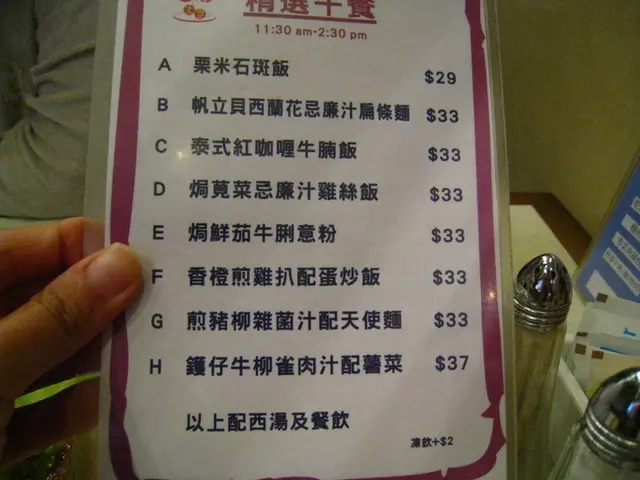 精選午餐
11:30 am-2:30 pm
A 栗米石斑飯 $29
B 帆立貝西蘭花忌廉汁扁條麵 $33
C 泰式紅咖喱牛腩飯 $33
D 焗莧菜忌廉汁雞絲飯 $33
E 焗鮮茄牛脷意粉 $33
F 香橙煎雞扒配蛋炒飯 $33
G 煎豬柳雜菌汁配天使麵 $33
H 鑊仔牛柳雀肉汁配薯菜 $37
以上配西湯及餐飲
凍飲+$2